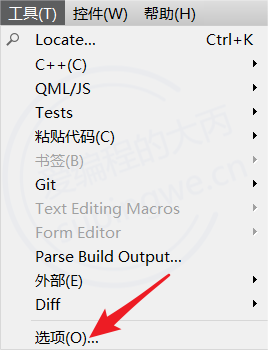 工具(T) 控件(W) 帮助(H)
Locate... Ctrl+K
C++(C)
QML/JS
Tests
粘贴代码(C)
书签(B)
Git
Text Editing Macros
Form Editor
Parse Build Output...
外部(E)
Diff
选项(O)...